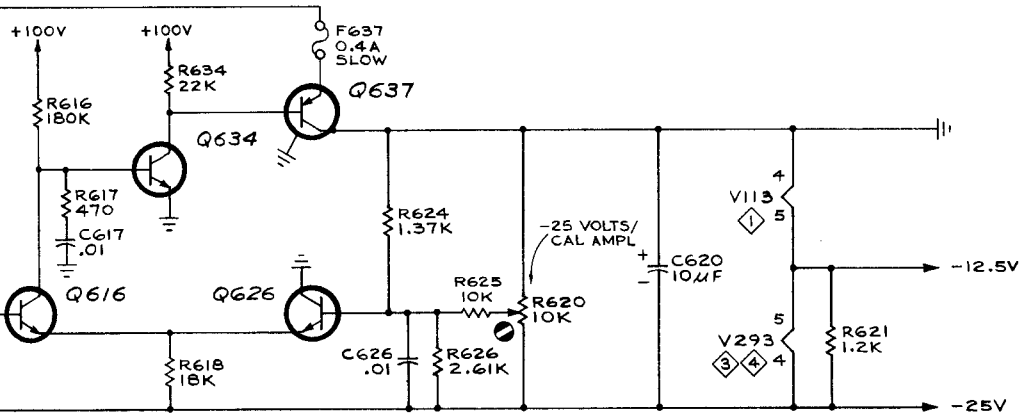 +100V
+100V
F637
0.4A
SLOW
R634
22K
Q637
R616
180K
Q634
R617
470
C617
.01
R624
1.37K
-25 VOLTS/
CAL AMPL
V113
4
5
1
C620
10µF
+
-
-12.5V
Q616
Q626
R625
10K
R620
10K
V293
5
4
3
4
R621
1.2K
R618
18K
C626
.01
R626
2.61K
-25V